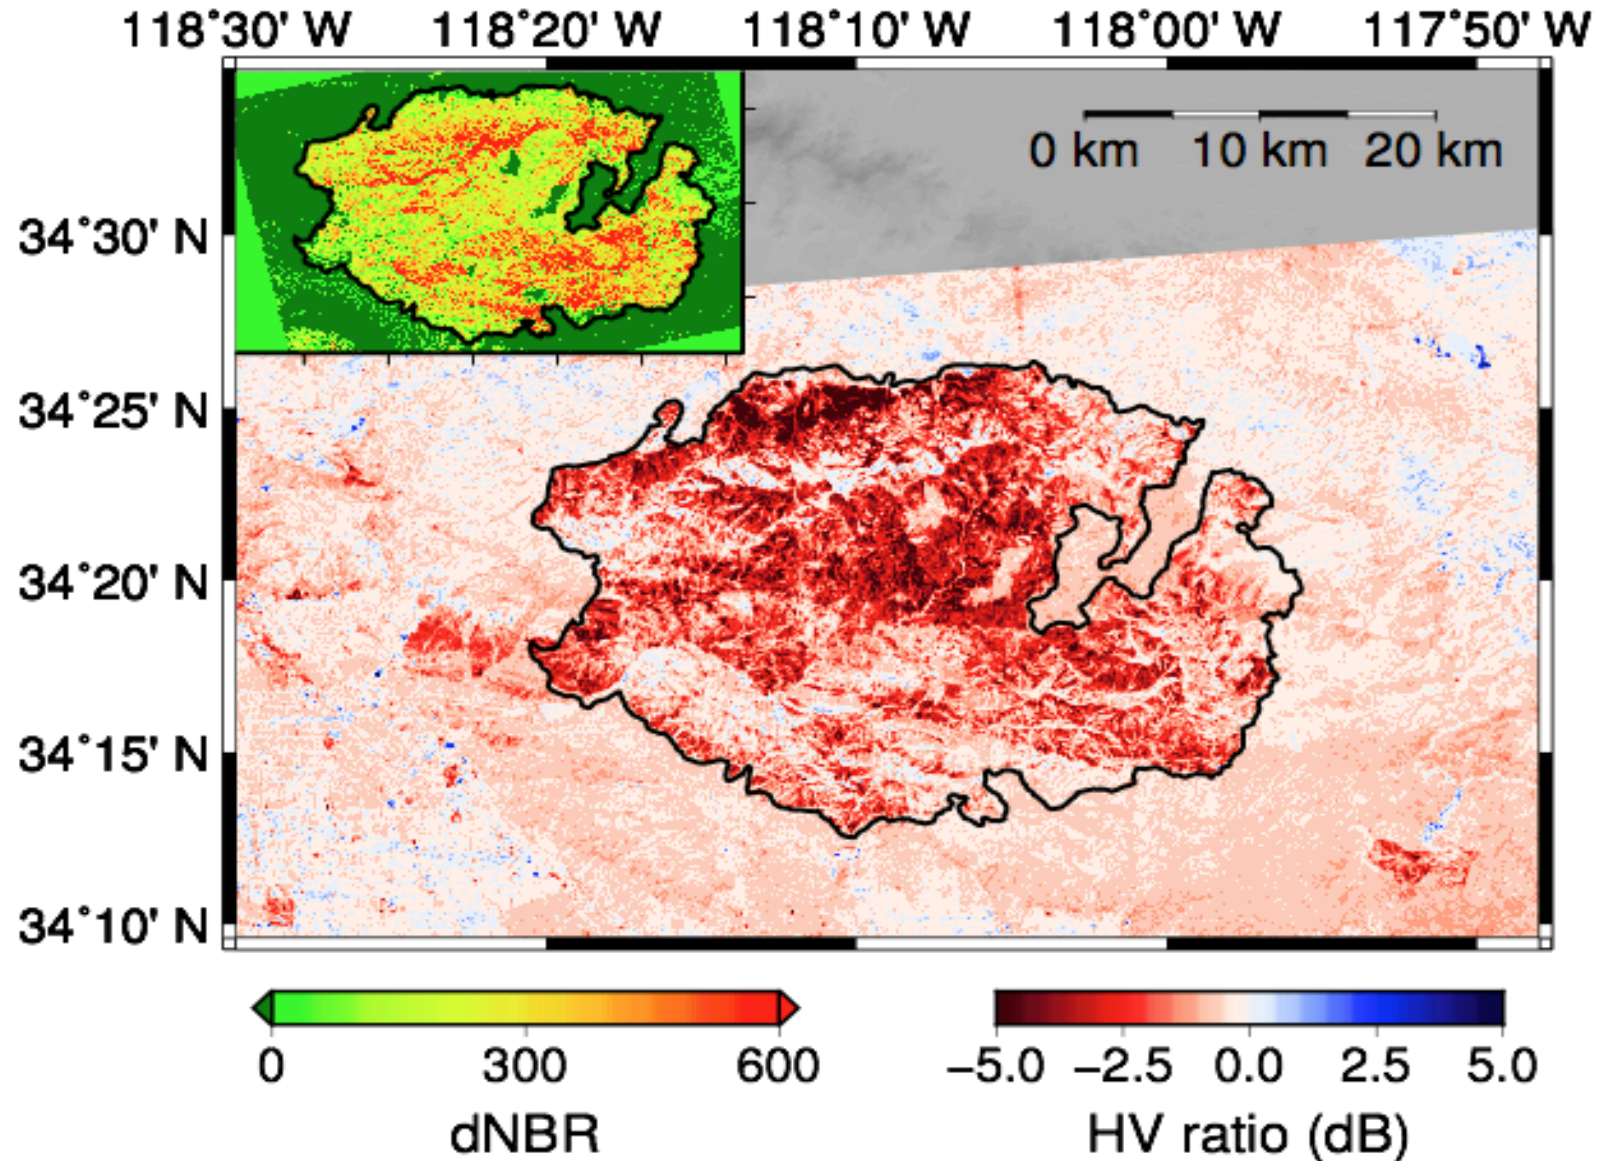 118°30' W 118°20' W 118°10' W 118°00' W 117°50' W
0 km 10 km 20 km
34°30' N
34°25' N
34°20' N
34°15' N
34°10' N
0 300 600
−5.0 −2.5 0.0 2.5 5.0
dNBR
HV ratio (dB)